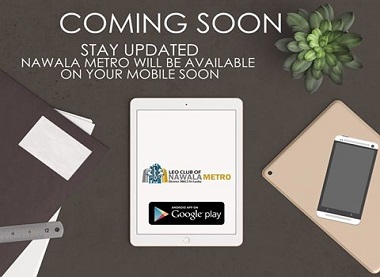 COMING SOON
STAY UPDATED
NAWALA METRO WILL BE AVAILABLE
ON YOUR MOBILE SOON
LEO CLUB OF
NAWALA METRO
ANDROID APP ON
Google play